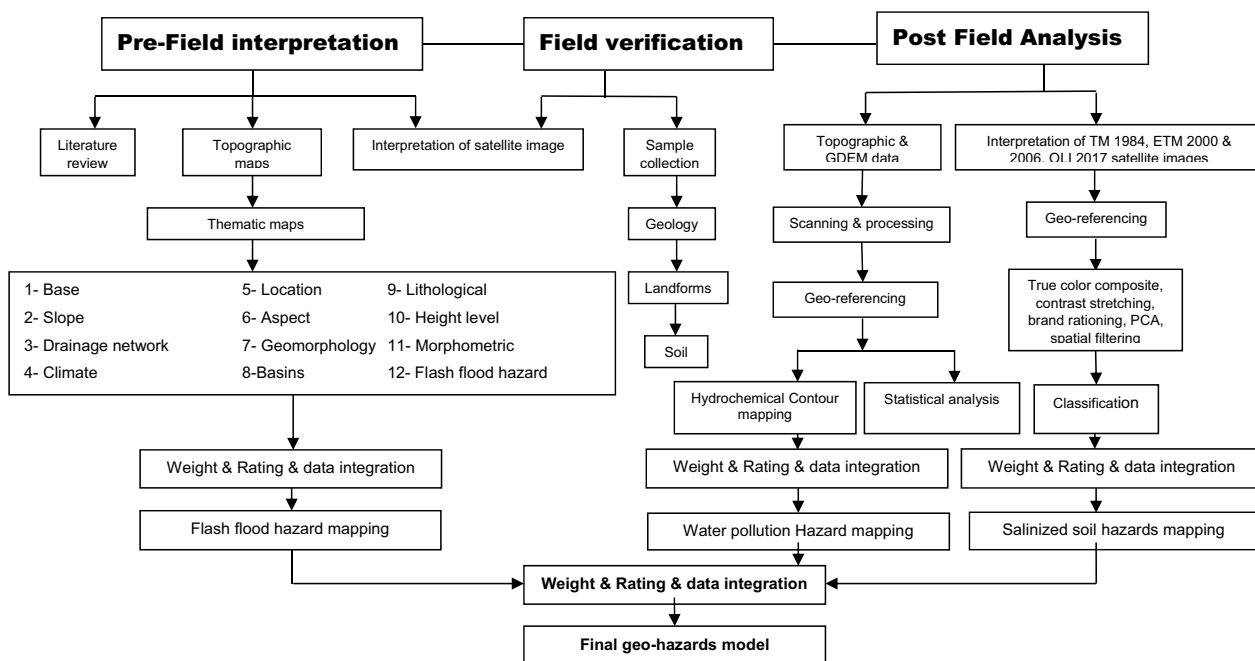 Pre-Field interpretation
Field verification
Post Field Analysis
Literature
review
Topographic
maps
Interpretation of satellite image
Sample
collection
Topographic &
GDEM data
Interpretation of TM 1984, ETM 2000 &
2006, OLI 2017 satellite images
Thematic maps
Geology
Scanning & processing
Geo-referencing
1- Base
2- Slope
3- Drainage network
4- Climate
5- Location
6- Aspect
7- Geomorphology
8-Basins
9- Lithological
10- Height level
11- Morphometric
12- Flash flood hazard
Landforms
Geo-referencing
True color composite,
contrast stretching,
brand rationing, PCA,
spatial filtering
Soil
Hydrochemical Contour
mapping
Statistical analysis
Classification
Weight & Rating & data integration
Weight & Rating & data integration
Weight & Rating & data integration
Flash flood hazard mapping
Water pollution Hazard mapping
Salinized soil hazards mapping
Weight & Rating & data integration
Final geo-hazards model